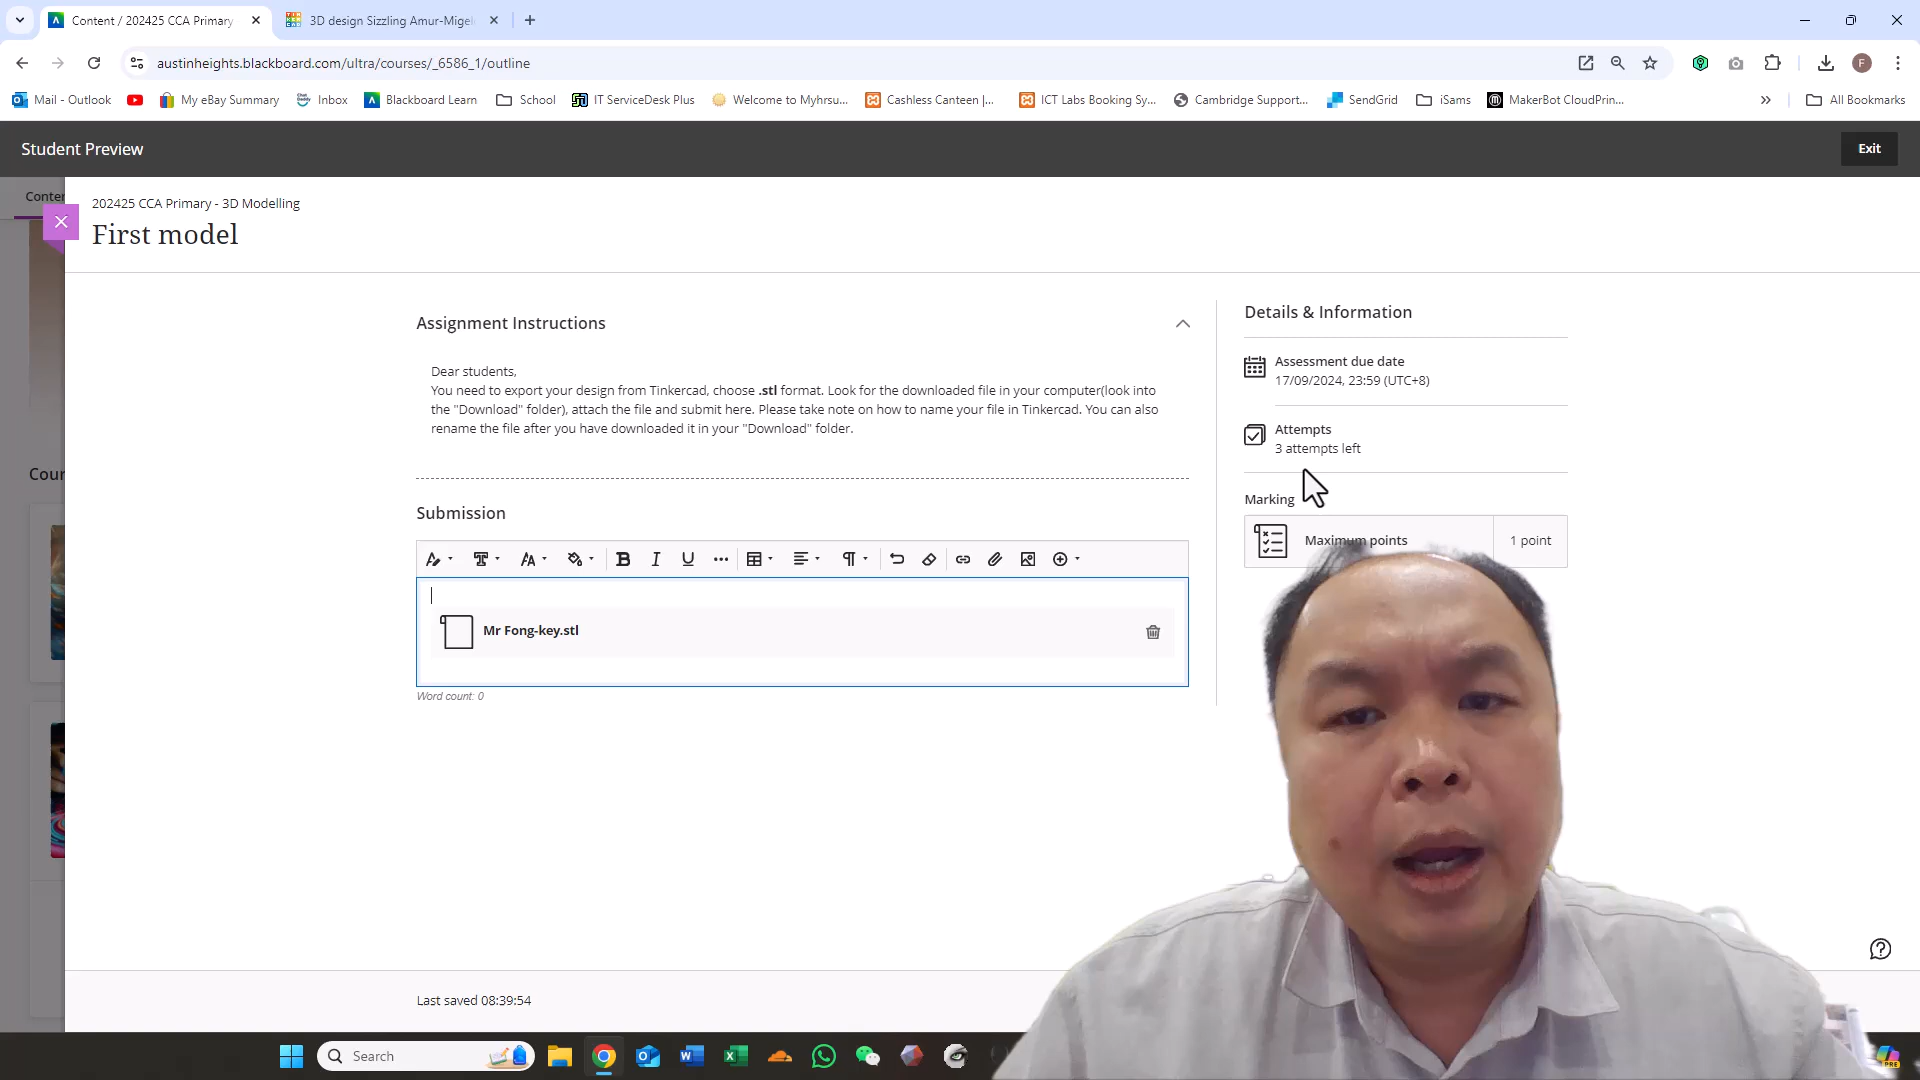 Content / 202425 CCA Primary
3D design Sizzling Amur-Migel
austinheights.blackboard.com/ultra/courses/_6586_1/outline
F
Mail - Outlook
My eBay Summary
Inbox
Blackboard Learn
School
IT ServiceDesk Plus
Welcome to Myhrsu...
Cashless Canteen |...
ICT Labs Booking Sy...
Cambridge Support...
SendGrid
iSams
MakerBot CloudPrin...
All Bookmarks
Student Preview
Exit
Conter
202425 CCA Primary - 3D Modelling
First model
Cour
Assignment Instructions
Dear students,
You need to export your design from Tinkercad, choose .stl format. Look for the downloaded file in your computer(look into
the "Download" folder), attach the file and submit here. Please take note on how to name your file in Tinkercad. You can also
rename the file after you have downloaded it in your "Download" folder.
Submission
Mr Fong-key.stl
Word count: 0
Details & Information
Assessment due date
17/09/2024, 23:59 (UTC+8)
Attempts
3 attempts left
Marking
Maximum points
1 point
Last saved 08:39:54
Search